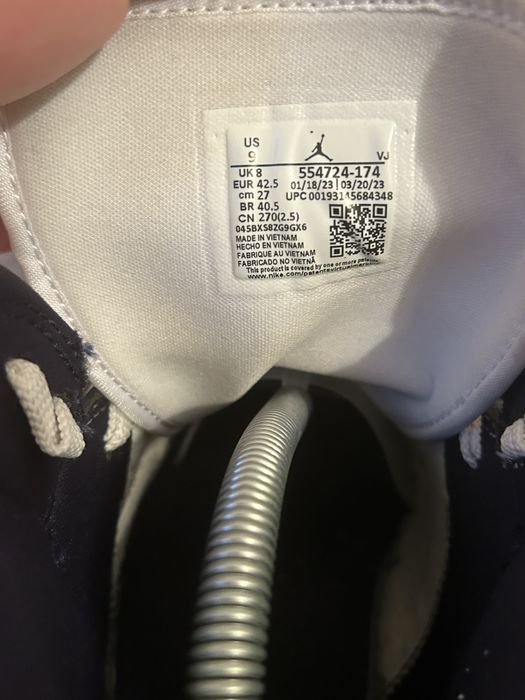 US
9
VJ
UK 8
554724-174
EUR 42.5
01/18/23 | 03/20/23
cm 27
UPC 00193145684348
BR 40.5
CN 270(2.5)
045BXS8ZG9GX6
MADE IN VIETNAM
HECHO EN VIETNAM
FABRIQUE AU VIETNAM
FABRICADO NO VIETNÃ
This product is covered by one or more
www.nike.com/